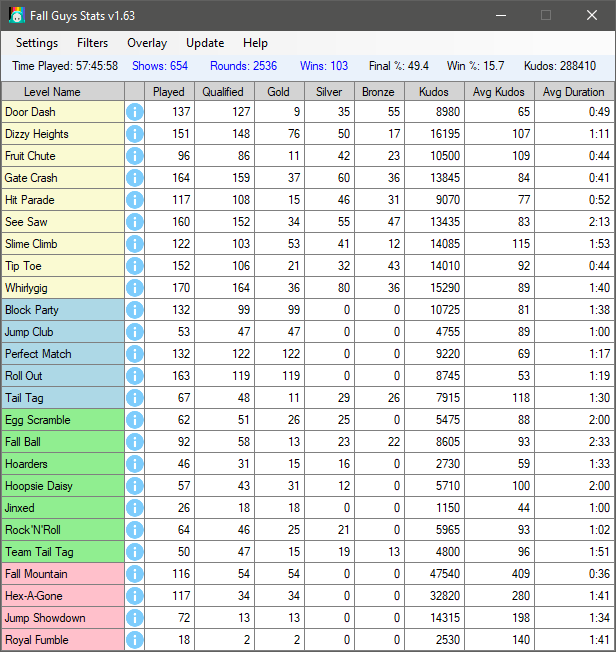 Fall Guys Stats v1.63
Settings Filters Overlay Update Help
Time Played: 57:45:58 Shows: 654 Rounds: 2536 Wins: 103 Final %: 49.4 Win %: 15.7 Kudos: 288410
Level Name Played Qualified Gold Silver Bronze Kudos Avg Kudos Avg Duration
Door Dash i 137 127 9 35 55 8980 65 0:49
Dizzy Heights i 151 148 76 50 17 16195 107 1:11
Fruit Chute i 96 86 11 42 23 10500 109 0:44
Gate Crash i 164 159 37 60 36 13845 84 0:41
Hit Parade i 117 108 15 46 31 9070 77 0:52
See Saw i 160 152 34 55 47 13435 83 2:13
Slime Climb i 122 103 53 41 12 14085 115 1:53
Tip Toe i 152 106 21 32 43 14010 92 0:44
Whirlygig i 170 164 36 80 36 15290 89 1:40
Block Party i 132 99 99 0 0 10725 81 1:38
Jump Club i 53 47 47 0 0 4755 89 1:00
Perfect Match i 132 122 122 0 0 9220 69 1:17
Roll Out i 163 119 119 0 0 8745 53 1:19
Tail Tag i 67 48 11 29 26 7915 118 1:30
Egg Scramble i 62 51 26 25 0 5475 88 2:00
Fall Ball i 92 58 13 23 22 8605 93 2:33
Hoarders i 46 31 15 16 0 2730 59 1:33
Hoopsie Daisy i 57 43 31 12 0 5710 100 2:00
Jinxed i 26 18 18 0 0 1150 44 1:00
Rock'N'Roll i 64 46 25 21 0 5965 93 1:02
Team Tail Tag i 50 47 15 19 13 4800 96 1:51
Fall Mountain i 116 54 54 0 0 47540 409 0:36
Hex-A-Gone i 117 34 34 0 0 32820 280 1:41
Jump Showdown i 72 13 13 0 0 14315 198 1:34
Royal Fumble i 18 2 2 0 0 2530 140 1:41